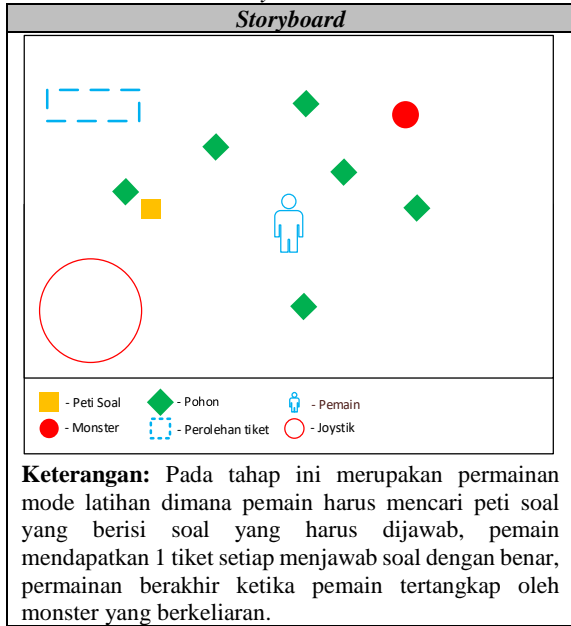 Storyboard
- Peti Soal
- Pohon
- Pemain
- Monster
- Perolehan tiket
- Joystik
Keterangan: Pada tahap ini merupakan permainan
mode latihan dimana pemain harus mencari peti soal
yang berisi soal yang harus dijawab, pemain
mendapatkan 1 tiket setiap menjawab soal dengan benar,
permainan berakhir ketika pemain tertangkap oleh
monster yang berkeliaran.